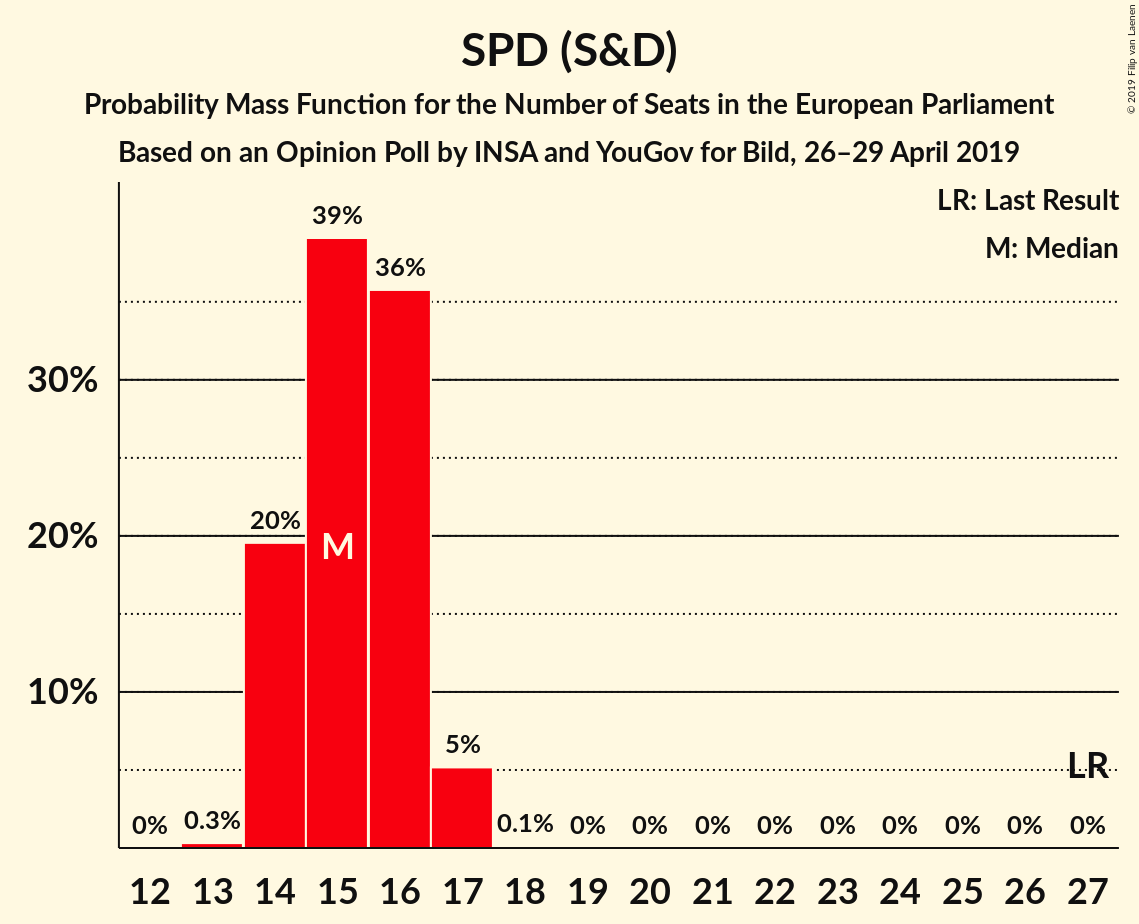 SPD (S&D)
Probability Mass Function for the Number of Seats in the European Parliament
Based on an Opinion Poll by INSA and YouGov for Bild, 26–29 April 2019
© 2019 Filip van Laenen
LR: Last Result
M: Median
39%
36%
30%
20%
20%
M
10%
5%
LR
0% 0.3% 0.1% 0% 0% 0% 0% 0% 0% 0% 0% 0%
12 13 14 15 16 17 18 19 20 21 22 23 24 25 26 27